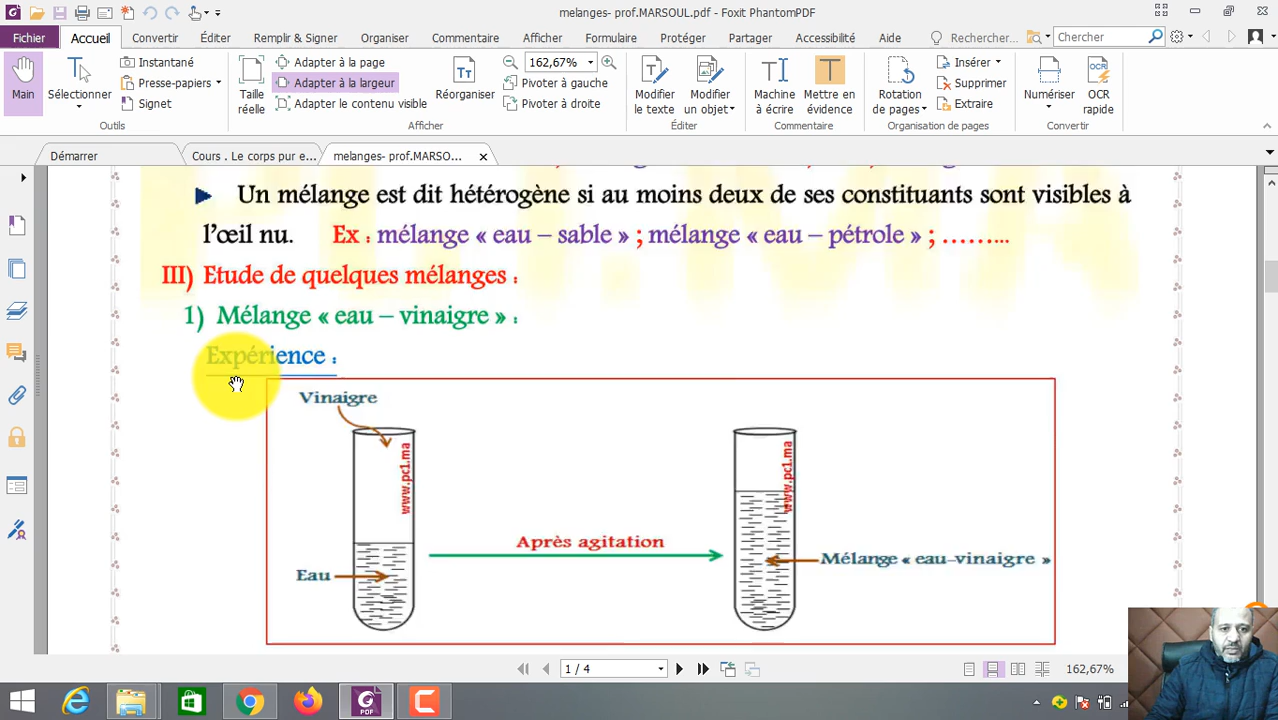 melanges- prof.MARSOUL.pdf - Foxit PhantomPDF
Fichier Accueil Convertir Éditer Remplir & Signer Organiser Commentaire Afficher Formulaire Protéger Partager Accessibilité Aide Rechercher... Chercher
Main
Sélectionner
Instantané
Presse-papiers
Signet
Outils
Taille réelle
Adapter à la page
Adapter à la largeur
Adapter le contenu visible
Réorganiser
162,67%
Pivoter à gauche
Pivoter à droite
Afficher
Modifier le texte
Modifier un objet
Éditer
Machine à écrire
Mettre en évidence
Commentaire
Rotation de pages
Insérer
Supprimer
Extraire
Organisation de pages
Numériser
OCR rapide
Convertir
Démarrer Cours . Le corps pur e... melanges- prof.MARSO...
Un mélange est dit hétérogène si au moins deux de ses constituants sont visibles à
l'œil nu. Ex : mélange « eau – sable » ; mélange « eau – pétrole » ; ……...
III) Etude de quelques mélanges :
1) Mélange « eau – vinaigre » :
Expérience :
Vinaigre
www.pc1.ma
www.pc1.ma
Après agitation
Mélange « eau-vinaigre »
Eau
1 / 4
162,67%
PDF